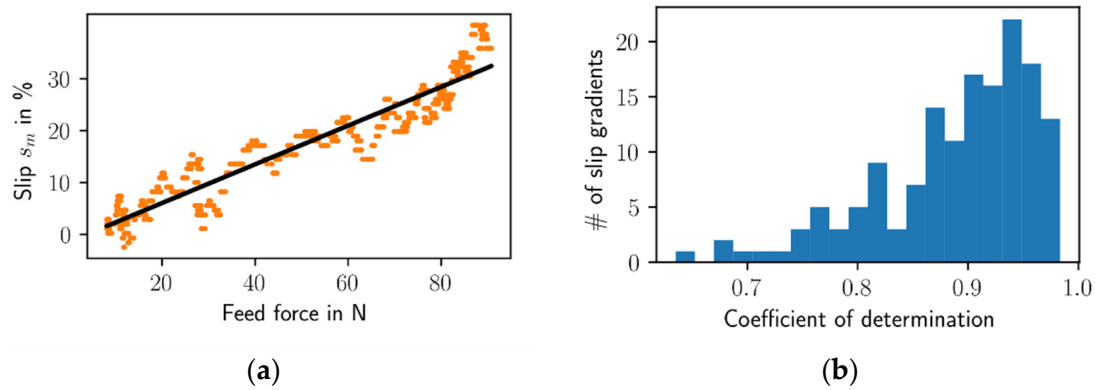 Slip sₘ in %
30
20
10
0
20
40
60
80
Feed force in N
(a)
# of slip gradients
20
15
10
5
0
0.7
0.8
0.9
1.0
Coefficient of determination
(b)